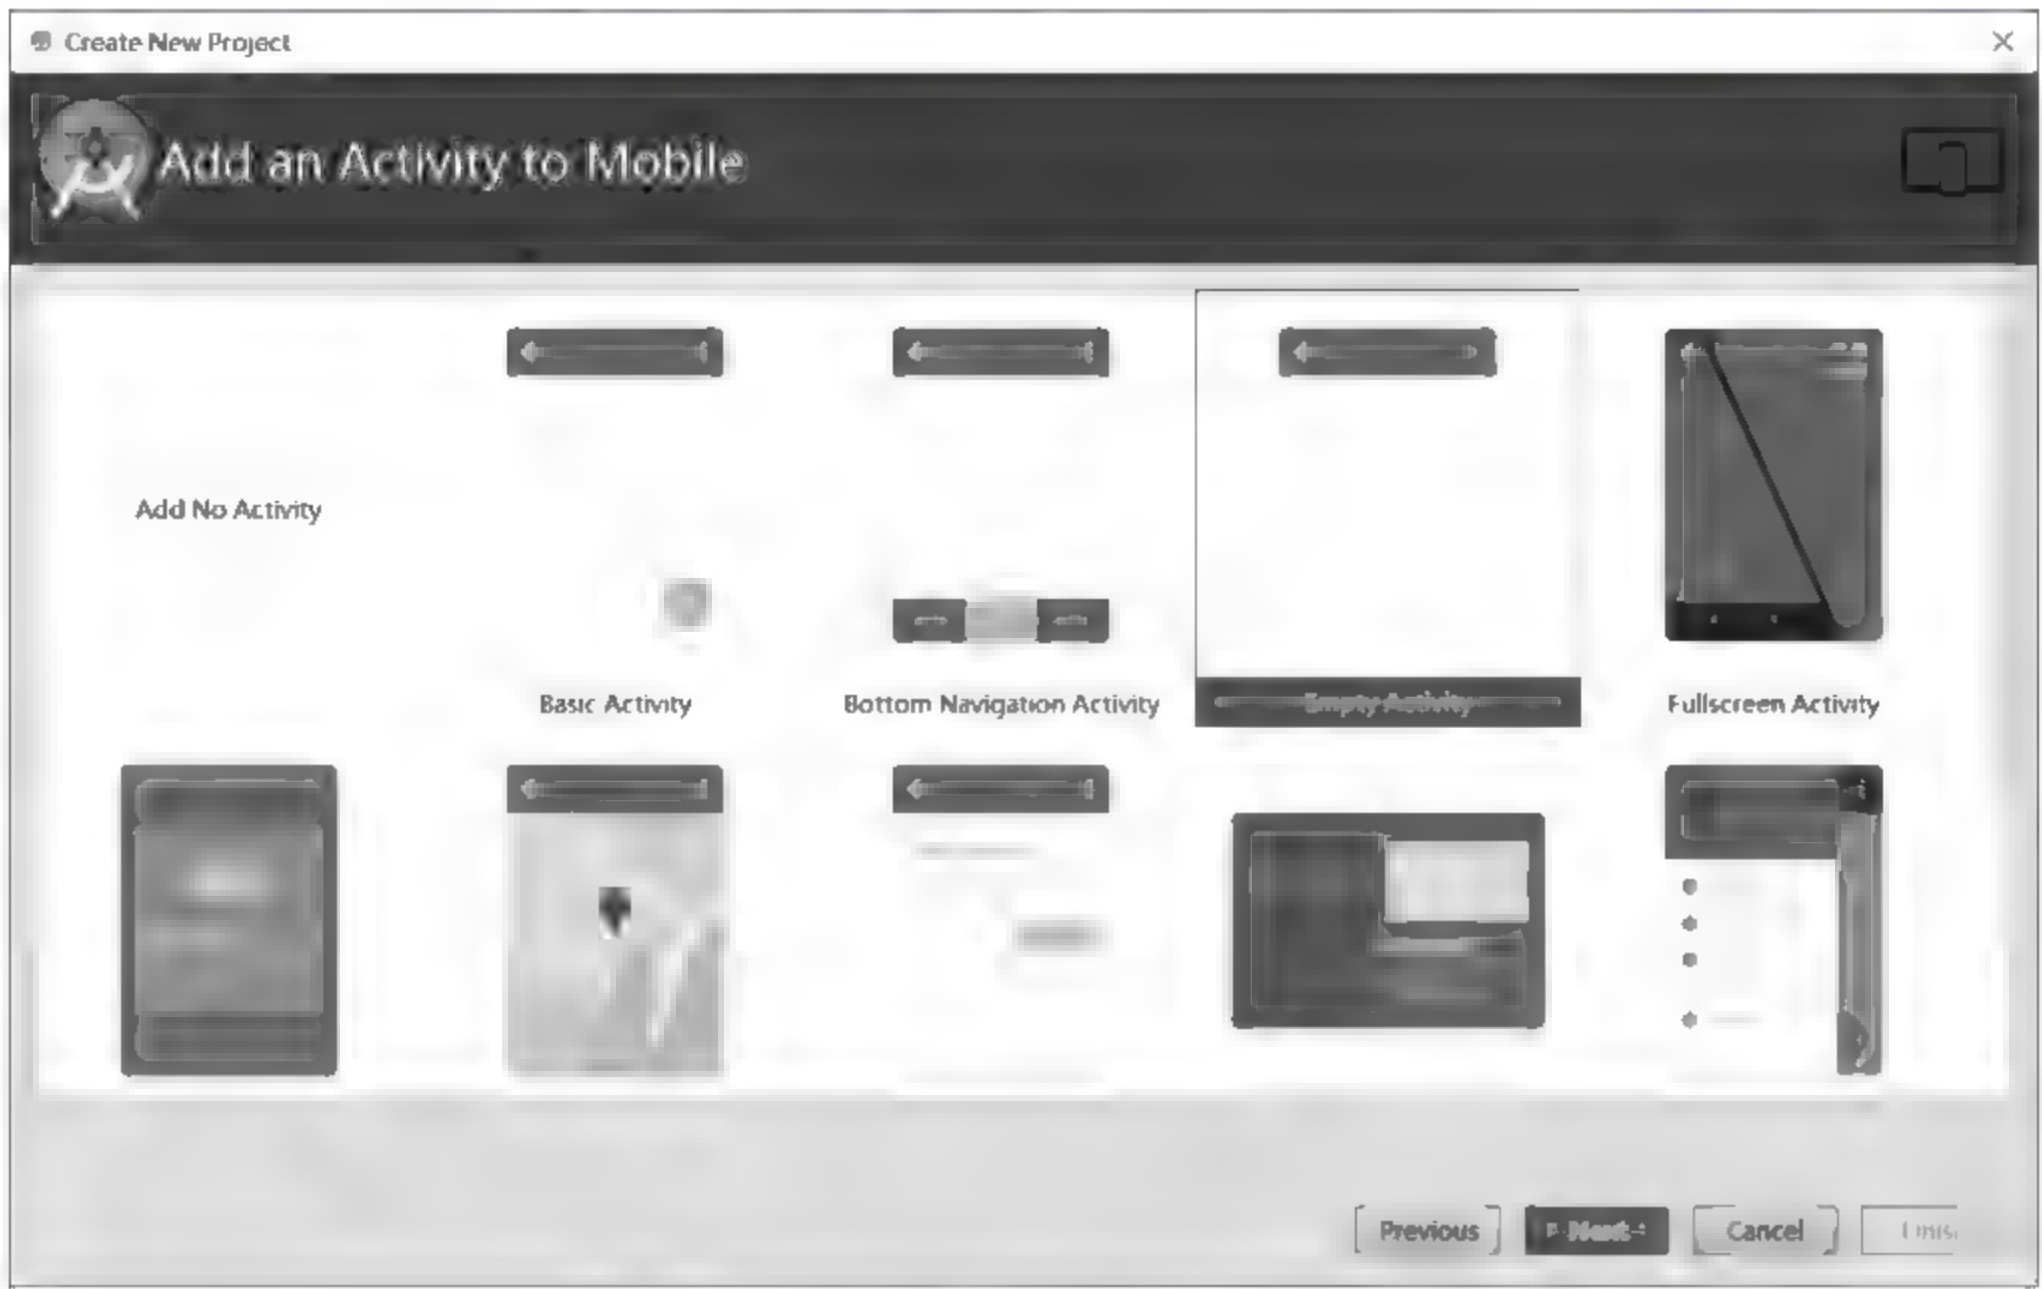 Create New Project
Add an Activity to Mobile
Add No Activity
Basic Activity
Bottom Navigation Activity
Empty Activity
Fullscreen Activity
Previous
Next
Cancel